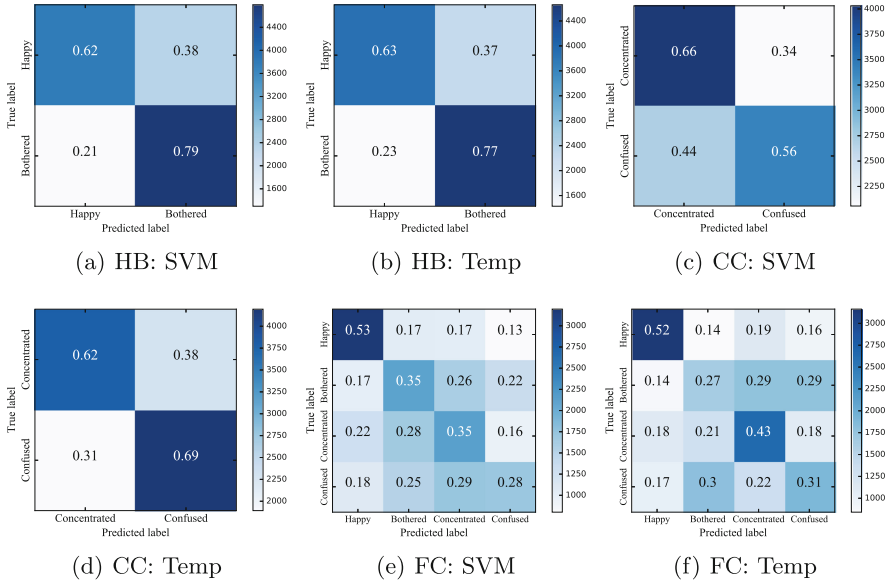 Happy 0.62 0.38
Bothered 0.21 0.79
True label
Happy Bothered
Predicted label
4400
4000
3600
3200
2800
2400
2000
1600
(a) HB: SVM
Happy 0.63 0.37
Bothered 0.23 0.77
True label
Happy Bothered
Predicted label
4400
4000
3600
3200
2800
2400
2000
1600
(b) HB: Temp
Concentrated 0.66 0.34
Confused 0.44 0.56
True label
Concentrated Confused
Predicted label
4000
3750
3500
3250
3000
2750
2500
2250
(c) CC: SVM
Concentrated 0.62 0.38
Confused 0.31 0.69
True label
Concentrated Confused
Predicted label
4000
3750
3500
3250
3000
2750
2500
2250
2000
(d) CC: Temp
Happy 0.53 0.17 0.17 0.13
Bothered 0.17 0.35 0.26 0.22
Concentrated 0.22 0.28 0.35 0.16
Confused 0.18 0.25 0.29 0.28
True label
Happy Bothered Concentrated Confused
Predicted label
3000
2750
2500
2250
2000
1750
1500
1250
1000
(e) FC: SVM
Happy 0.52 0.14 0.19 0.16
Bothered 0.14 0.27 0.29 0.29
Concentrated 0.18 0.21 0.43 0.18
Confused 0.17 0.3 0.22 0.31
True label
Happy Bothered Concentrated Confused
Predicted label
3000
2750
2500
2250
2000
1750
1500
1250
1000
(f) FC: Temp